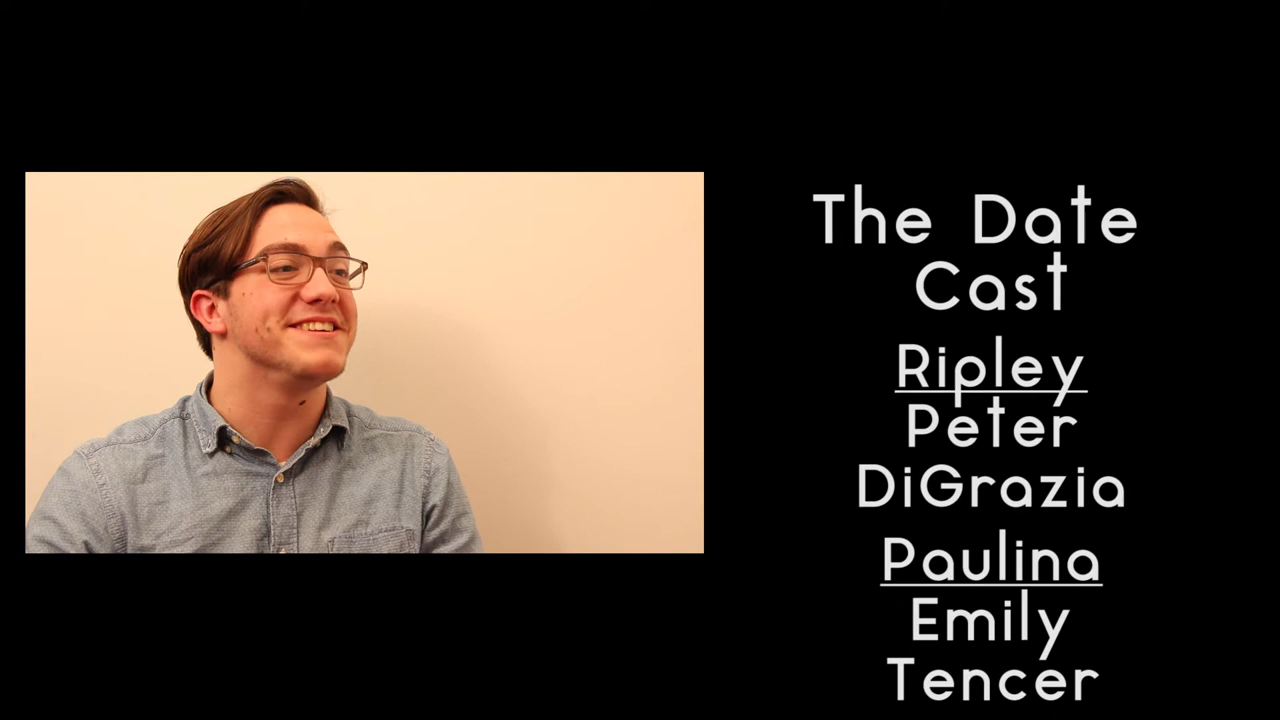 The Date
Cast
Ripley
Peter
DiGrazia
Paulina
Emily
Tencer